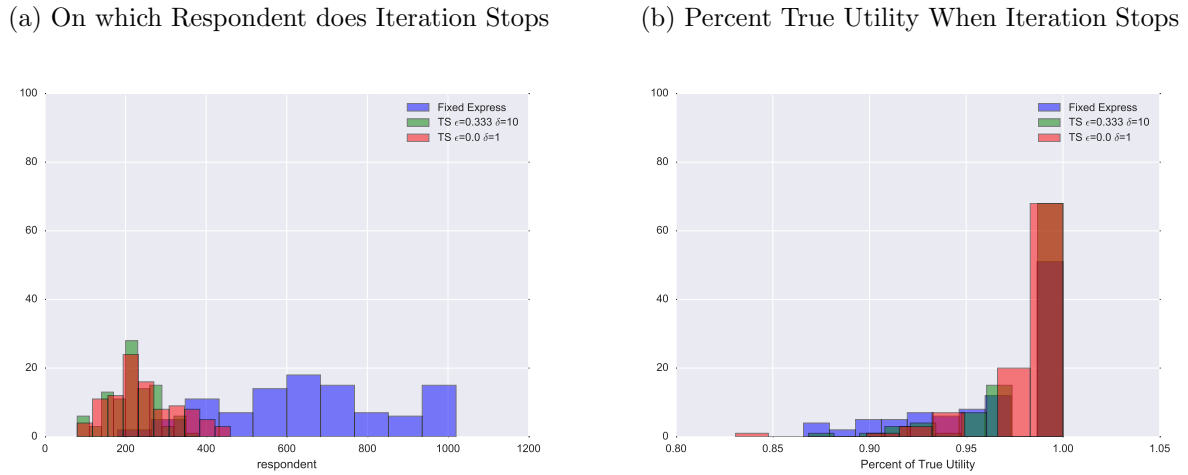 (a) On which Respondent does Iteration Stops
(b) Percent True Utility When Iteration Stops
100
80
60
40
20
0
0
200
400
600
800
1000
1200
respondent
Fixed Express
TS ϵ=0.333 δ=10
TS ϵ=0.0 δ=1
100
80
60
40
20
0
0.80
0.85
0.90
0.95
1.00
1.05
Percent of True Utility
Fixed Express
TS ϵ=0.333 δ=10
TS ϵ=0.0 δ=1